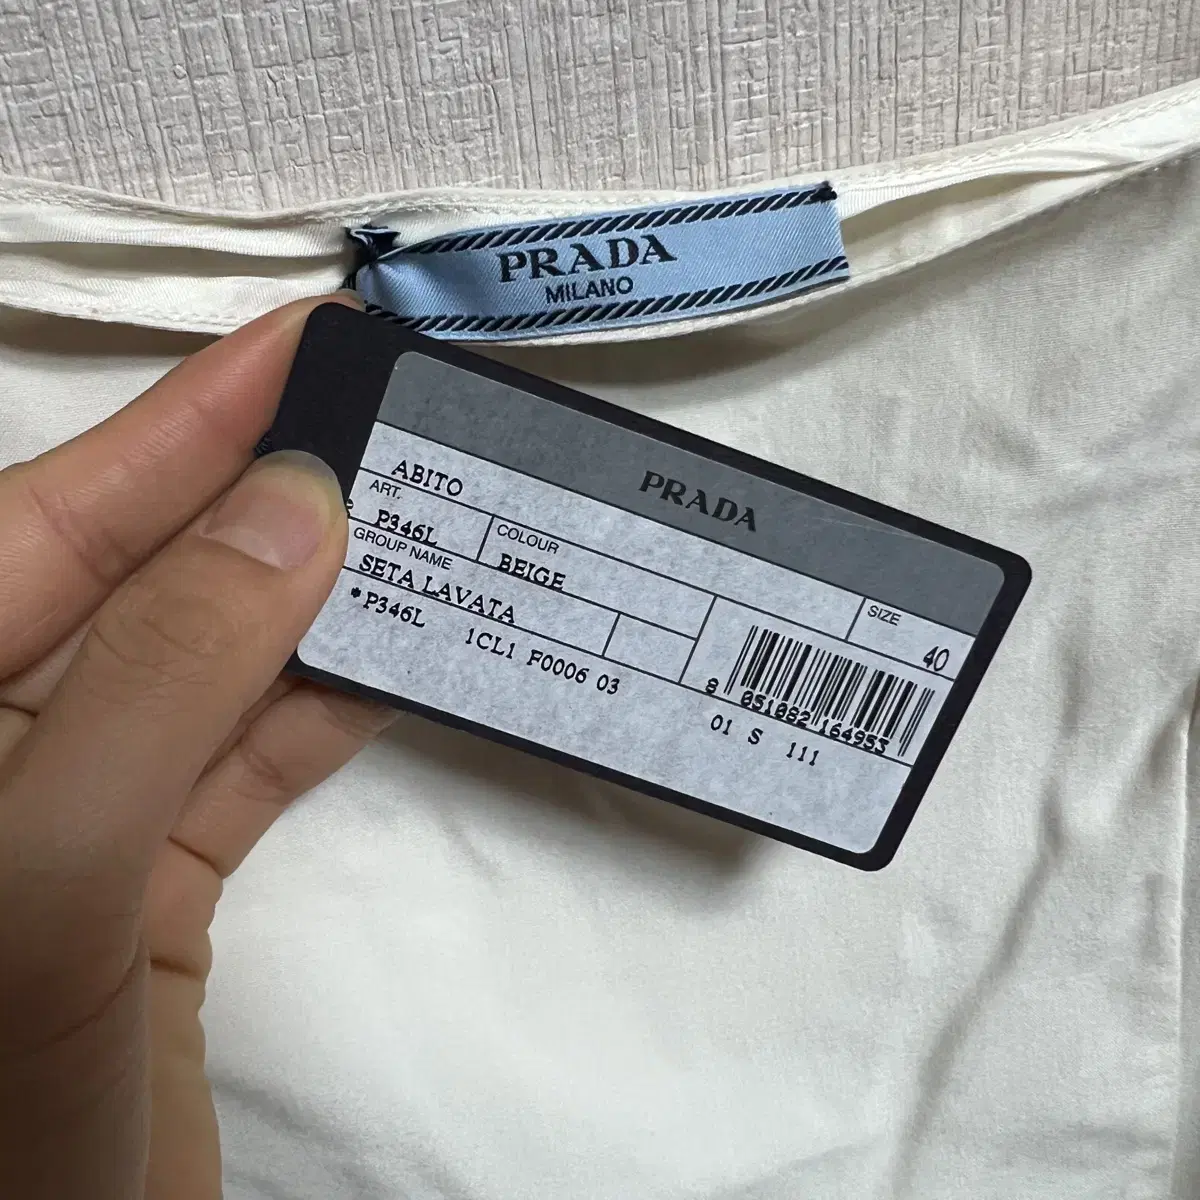 PRADA
MILANO
PRADA
ABITO
ART.
P346L
COLOUR
BEIGE
SIZE
40
GROUP NAME
SETA LAVATA
*P346L 1CL1 F0006 03
8 051082 164953
01 S 111